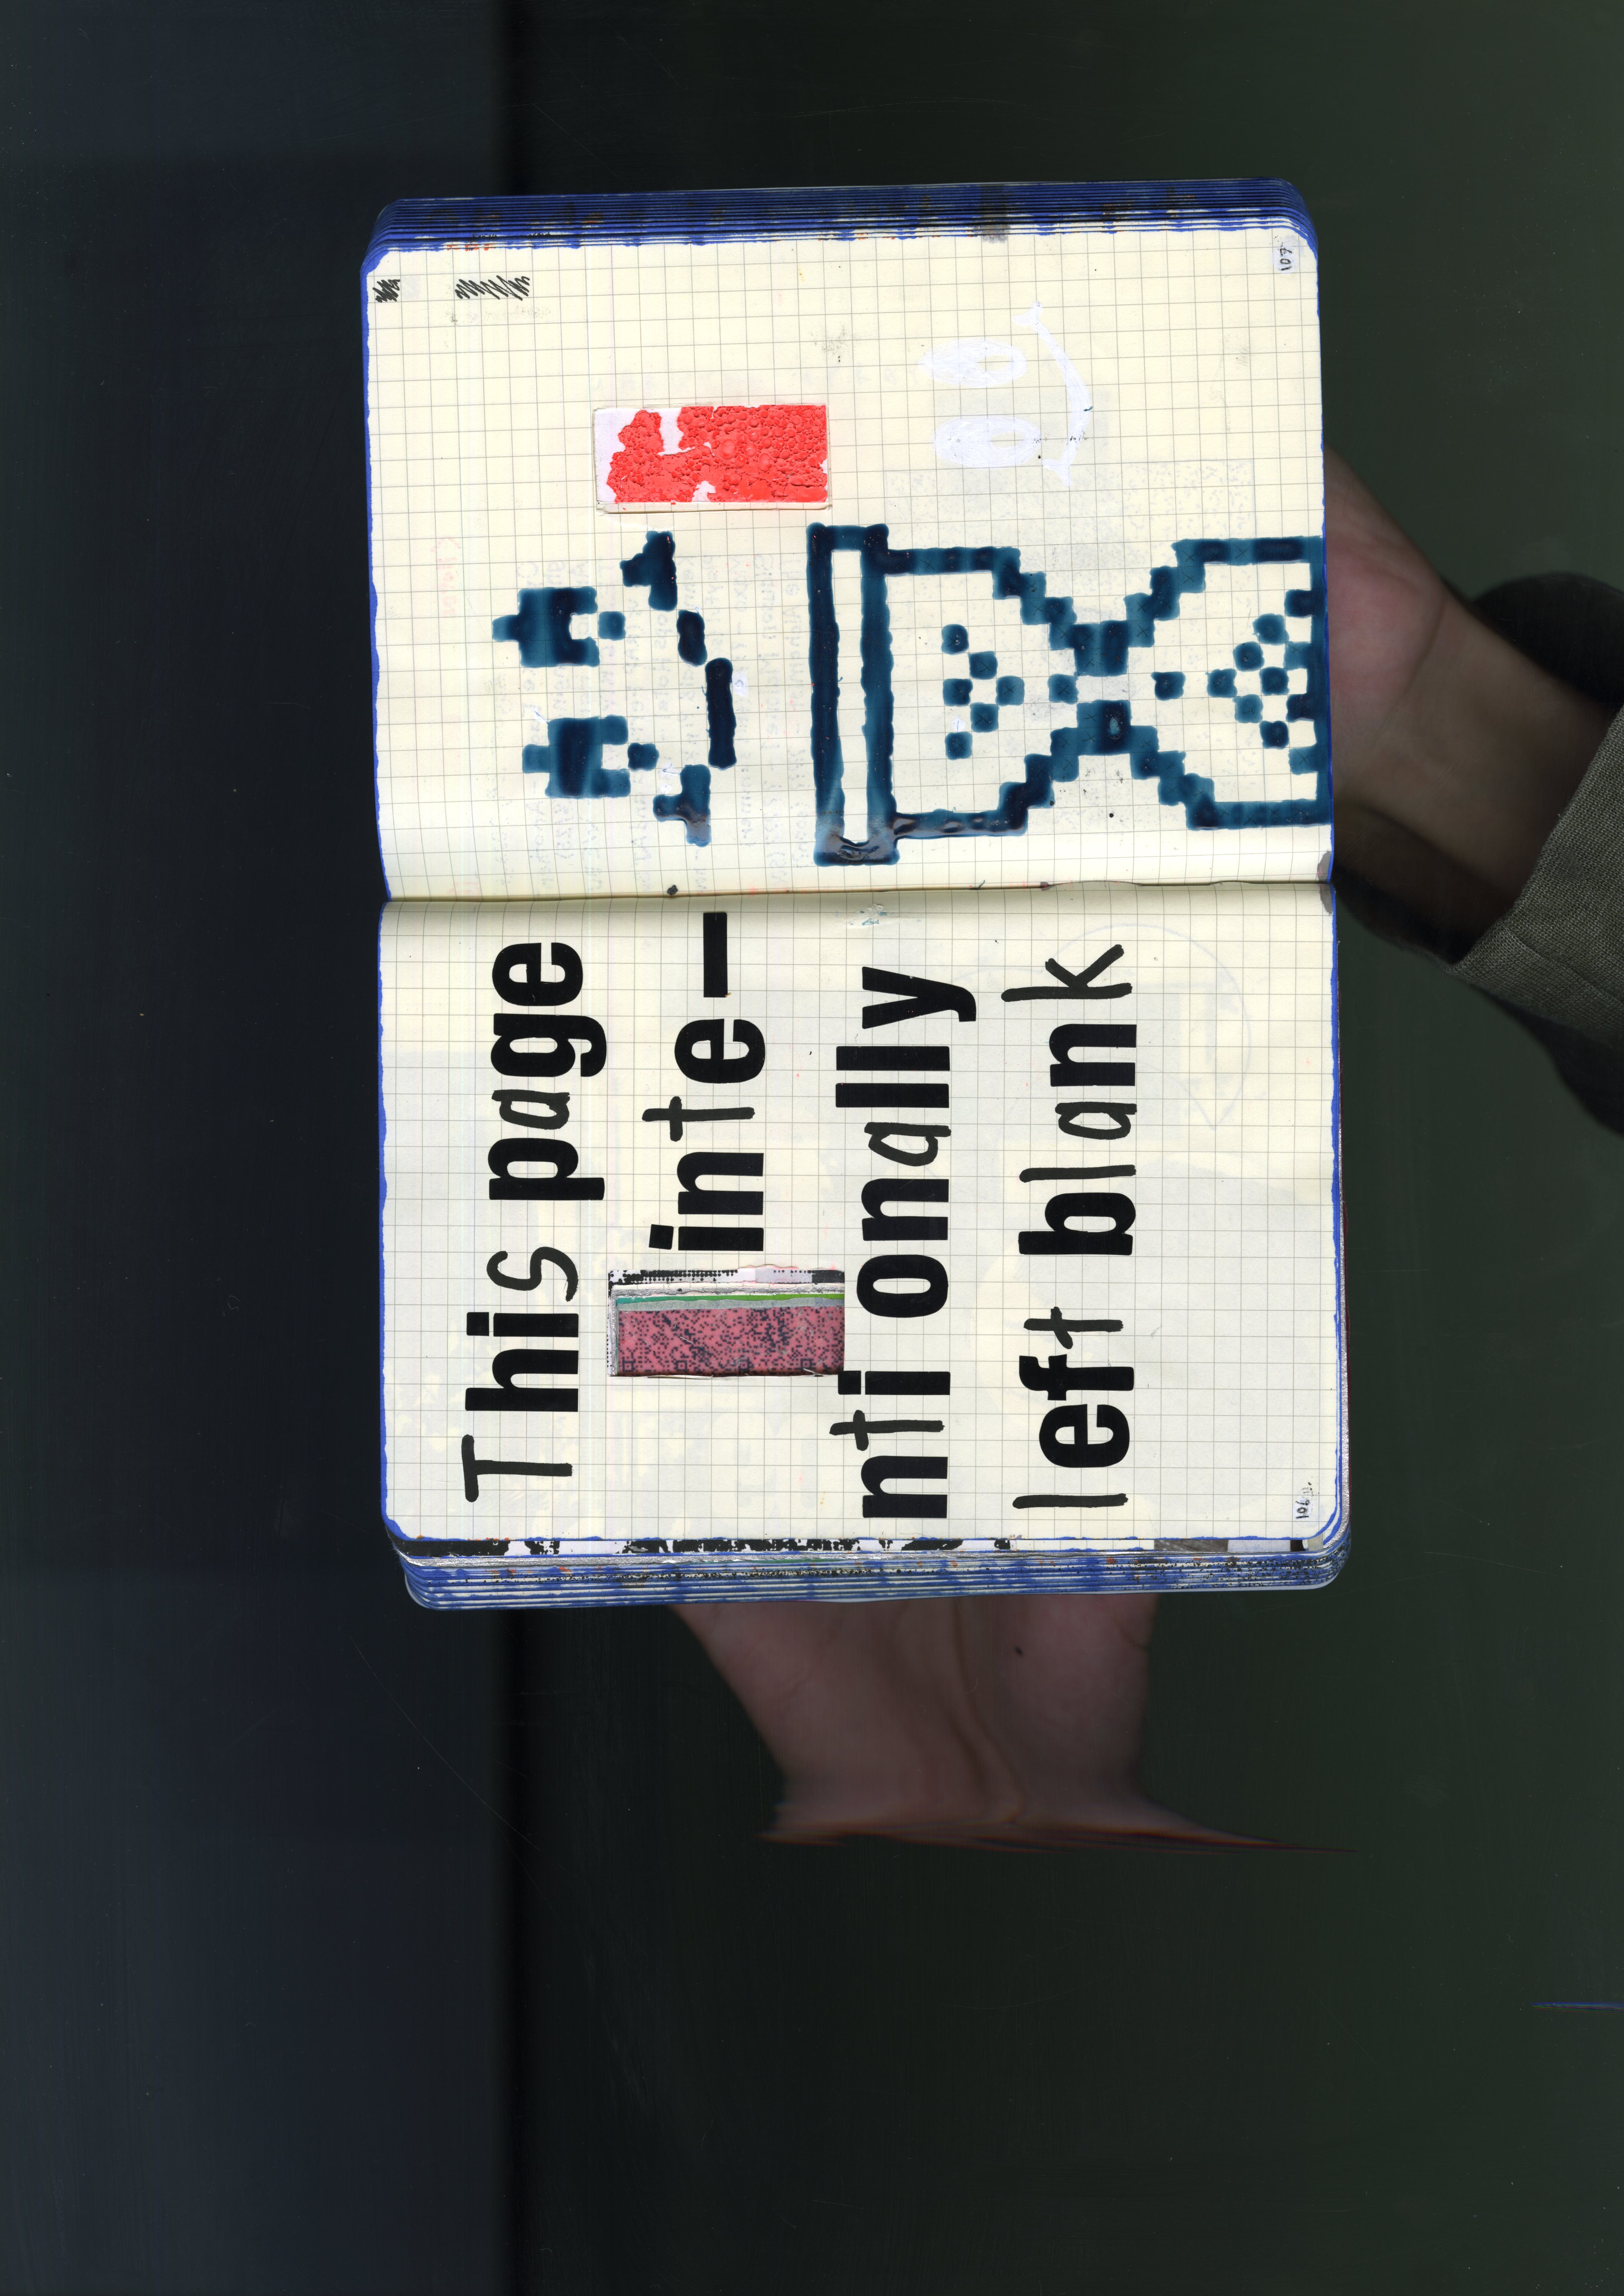 This page
inte—
nti onally
left blank
106
107